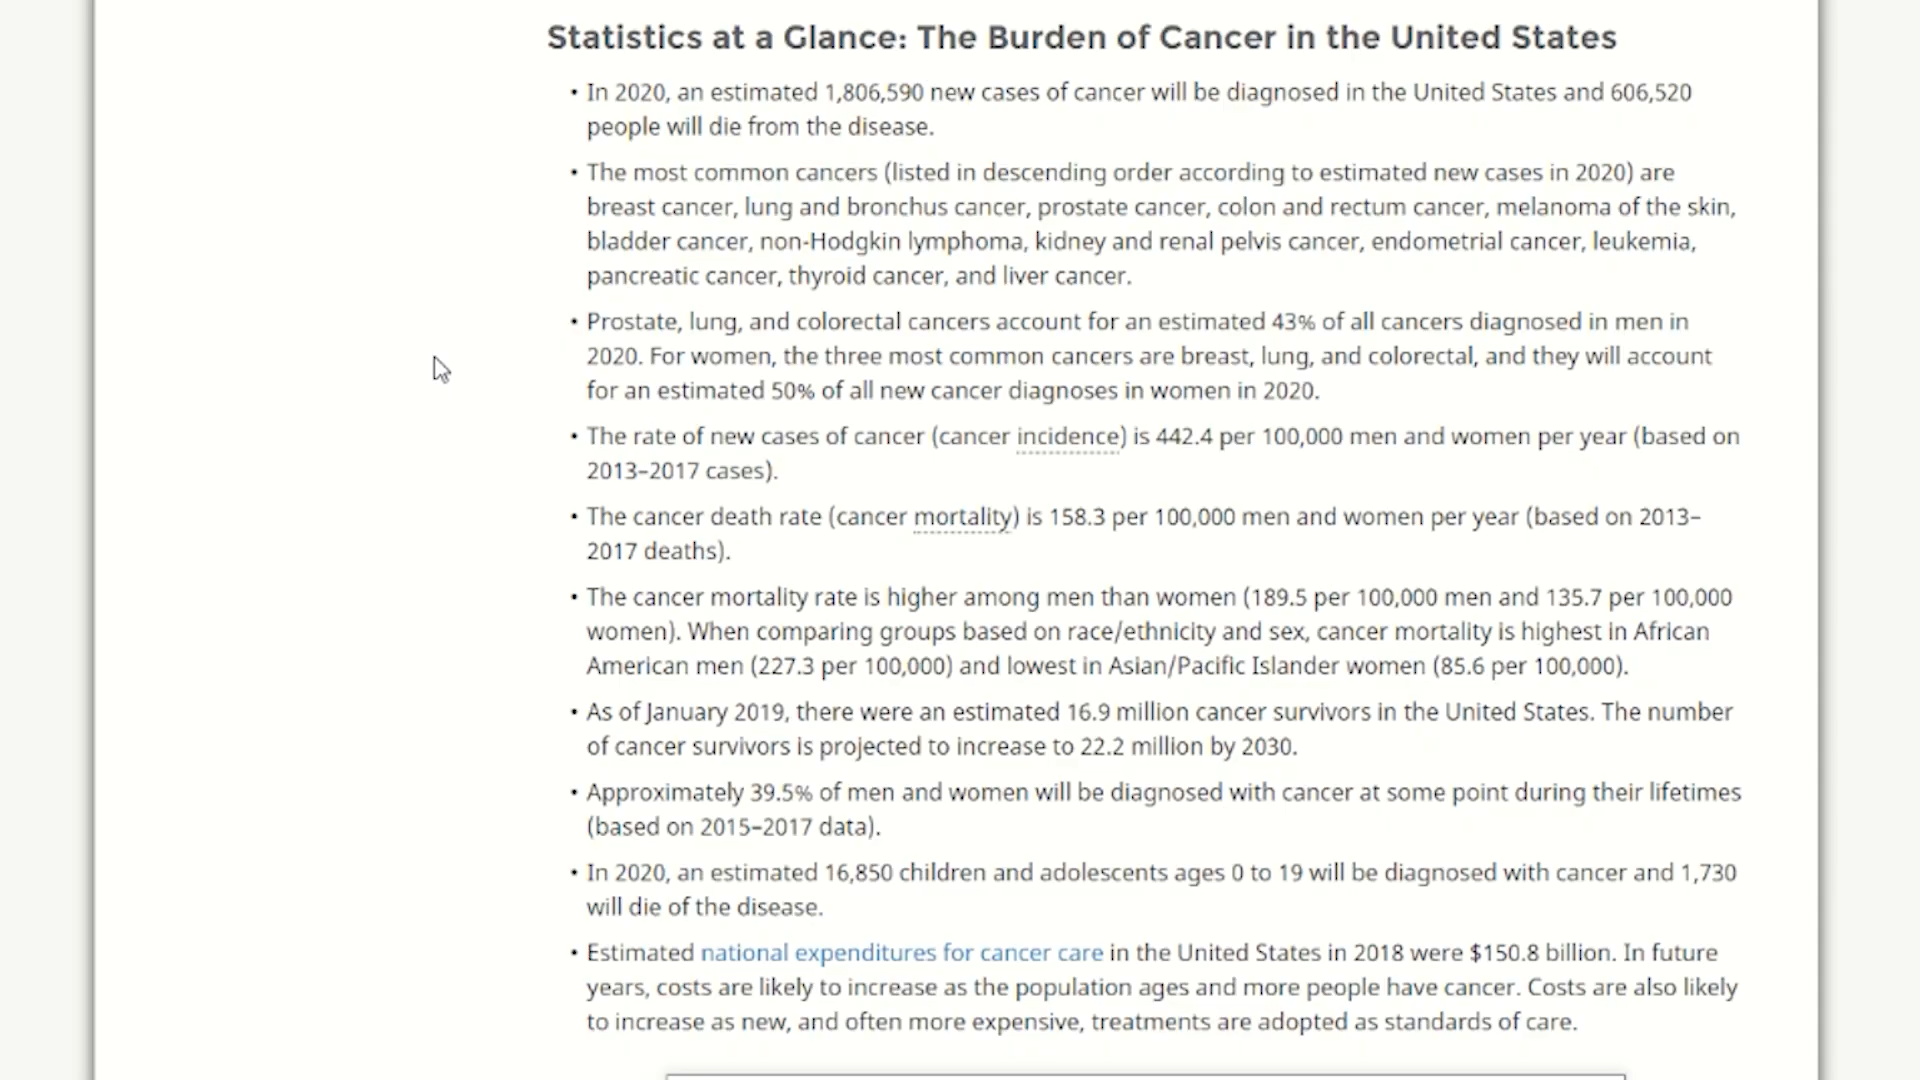 Statistics at a Glance: The Burden of Cancer in the United States
• In 2020, an estimated 1,806,590 new cases of cancer will be diagnosed in the United States and 606,520
people will die from the disease.
• The most common cancers (listed in descending order according to estimated new cases in 2020) are
breast cancer, lung and bronchus cancer, prostate cancer, colon and rectum cancer, melanoma of the skin,
bladder cancer, non-Hodgkin lymphoma, kidney and renal pelvis cancer, endometrial cancer, leukemia,
pancreatic cancer, thyroid cancer, and liver cancer.
• Prostate, lung, and colorectal cancers account for an estimated 43% of all cancers diagnosed in men in
2020. For women, the three most common cancers are breast, lung, and colorectal, and they will account
for an estimated 50% of all new cancer diagnoses in women in 2020.
• The rate of new cases of cancer (cancer incidence) is 442.4 per 100,000 men and women per year (based on
2013–2017 cases).
• The cancer death rate (cancer mortality) is 158.3 per 100,000 men and women per year (based on 2013–
2017 deaths).
• The cancer mortality rate is higher among men than women (189.5 per 100,000 men and 135.7 per 100,000
women). When comparing groups based on race/ethnicity and sex, cancer mortality is highest in African
American men (227.3 per 100,000) and lowest in Asian/Pacific Islander women (85.6 per 100,000).
• As of January 2019, there were an estimated 16.9 million cancer survivors in the United States. The number
of cancer survivors is projected to increase to 22.2 million by 2030.
• Approximately 39.5% of men and women will be diagnosed with cancer at some point during their lifetimes
(based on 2015–2017 data).
• In 2020, an estimated 16,850 children and adolescents ages 0 to 19 will be diagnosed with cancer and 1,730
will die of the disease.
• Estimated national expenditures for cancer care in the United States in 2018 were $150.8 billion. In future
years, costs are likely to increase as the population ages and more people have cancer. Costs are also likely
to increase as new, and often more expensive, treatments are adopted as standards of care.